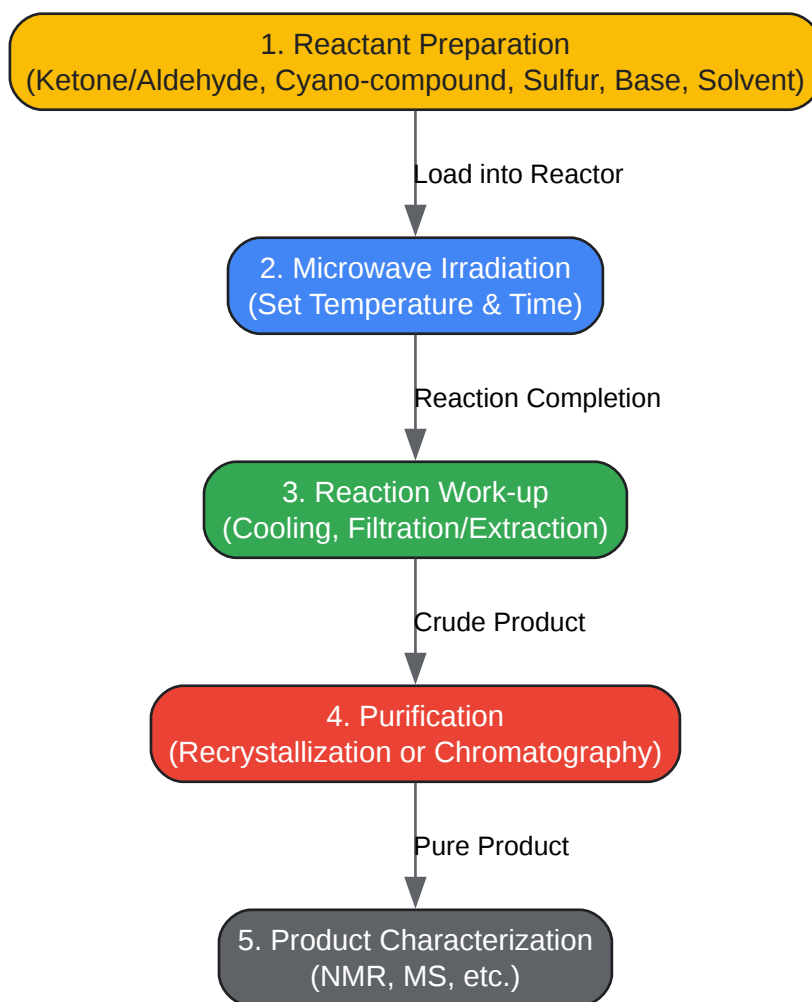 1. Reactant Preparation
(Ketone/Aldehyde, Cyano-compound, Sulfur, Base, Solvent)
Load into Reactor
2. Microwave Irradiation
(Set Temperature & Time)
Reaction Completion
3. Reaction Work-up
(Cooling, Filtration/Extraction)
Crude Product
4. Purification
(Recrystallization or Chromatography)
Pure Product
5. Product Characterization
(NMR, MS, etc.)